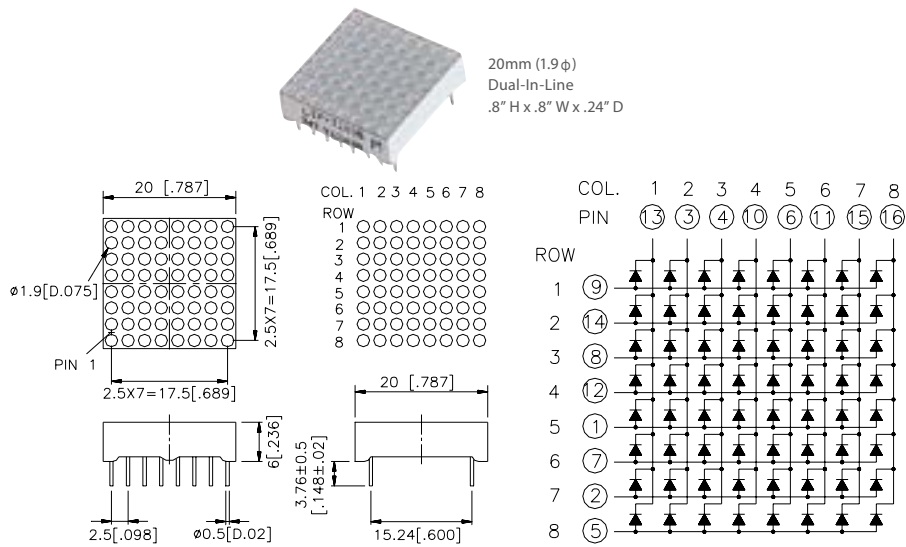 20mm (1.9 ϕ)
Dual-In-Line
.8” H x .8” W x .24” D
20 [.787]
2.5X7=17.5[.689]
ø1.9[D.075]
PIN 1
2.5X7=17.5[.689]
COL. 1 2 3 4 5 6 7 8
ROW
1
2
3
4
5
6
7
8
6[.236]
2.5[.098]
ø0.5[D.02]
20 [.787]
3.76±0.5
[.148±.02]
15.24[.600]
COL. 1 2 3 4 5 6 7 8
PIN 13 3 4 10 6 11 15 16
ROW
1 9
2 14
3 8
4 12
5 1
6 7
7 2
8 5